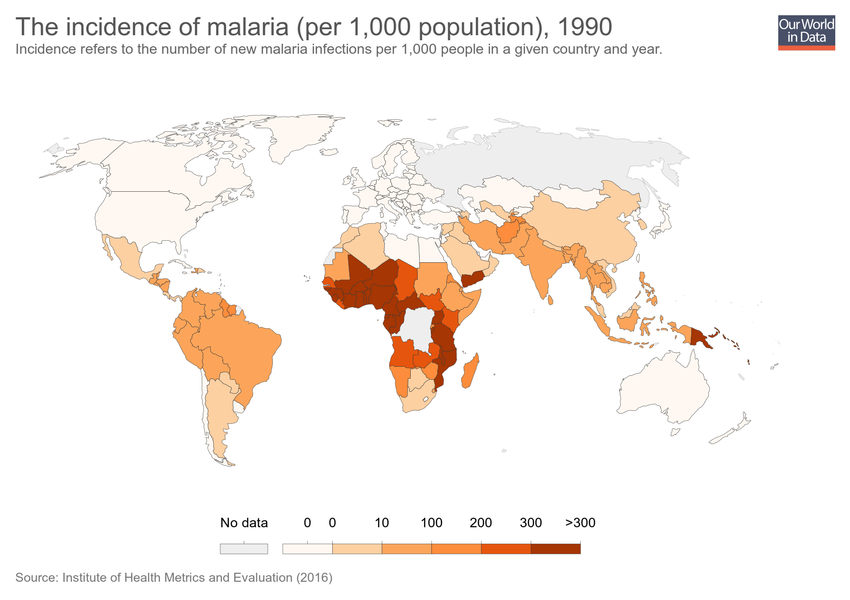 The incidence of malaria (per 1,000 population), 1990
Incidence refers to the number of new malaria infections per 1,000 people in a given country and year.
Our World
in Data
No data 0 0 10 100 200 300 >300
Source: Institute of Health Metrics and Evaluation (2016)